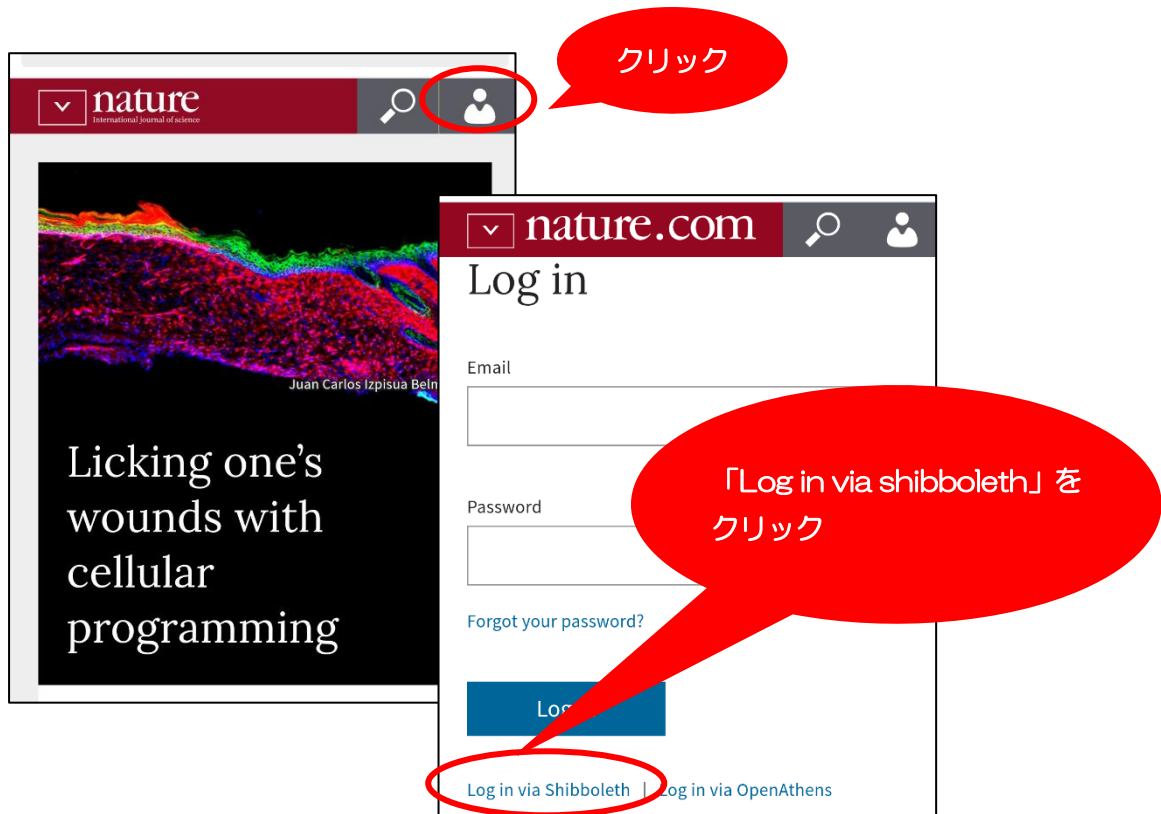 クリック
nature
International journal of science
Juan Carlos Izpisua Belm
Licking one's
wounds with
cellular
programming
nature.com
Log in
Email
Password
「Log in via shibboleth」を
クリック
Forgot your password?
Log
Log in via Shibboleth | Log in via OpenAthens